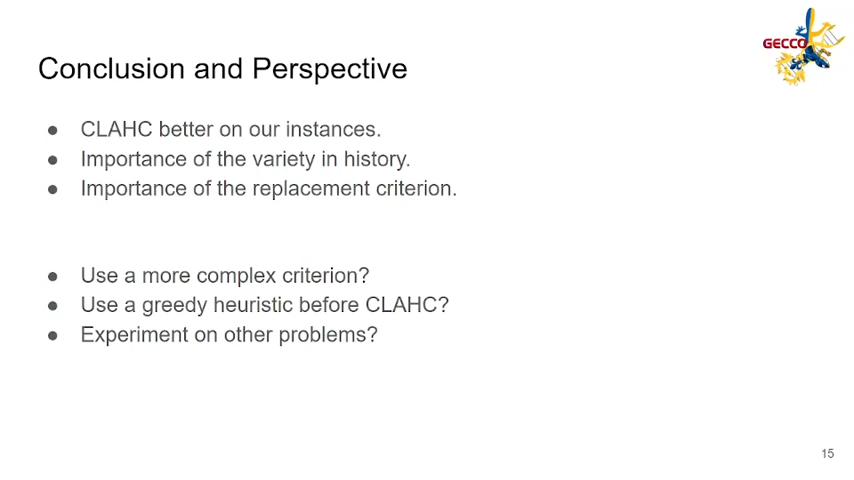 GECCO
Conclusion and Perspective
● CLAHC better on our instances.
● Importance of the variety in history.
● Importance of the replacement criterion.
● Use a more complex criterion?
● Use a greedy heuristic before CLAHC?
● Experiment on other problems?
15